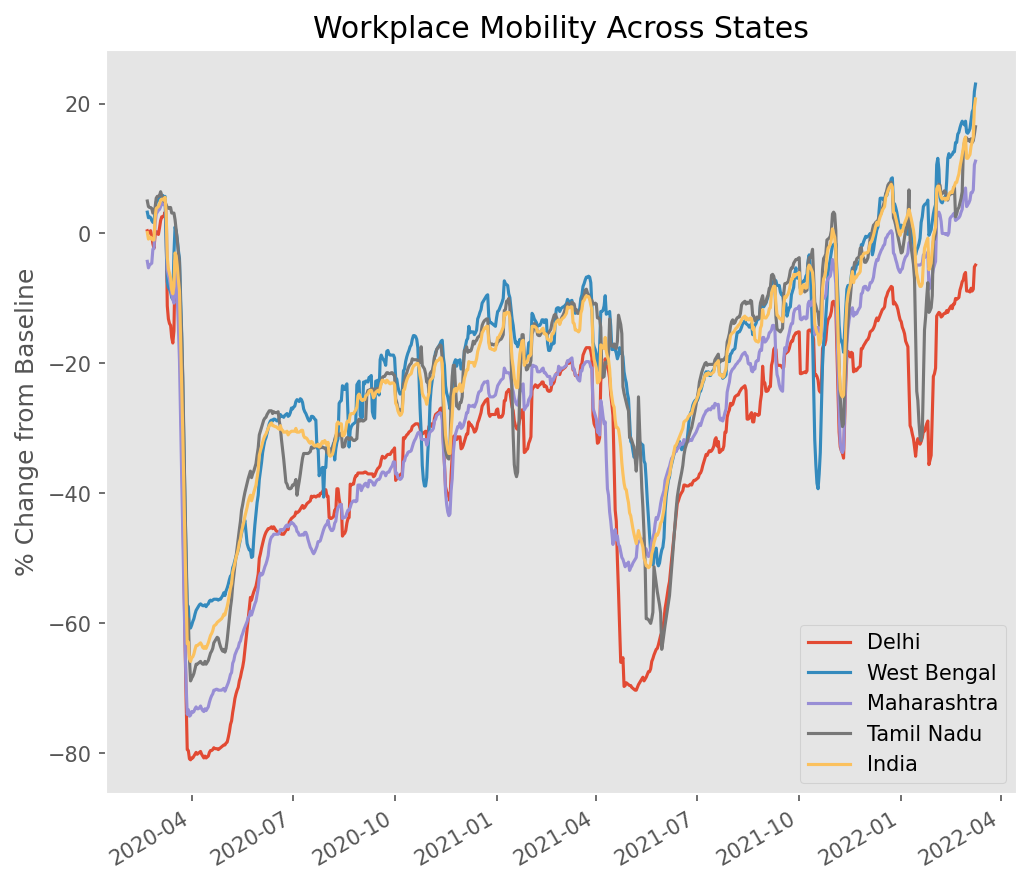 Workplace Mobility Across States
% Change from Baseline
20
0
−20
−40
−60
−80
2020-04
2020-07
2020-10
2021-01
2021-04
2021-07
2021-10
2022-01
2022-04
Delhi
West Bengal
Maharashtra
Tamil Nadu
India